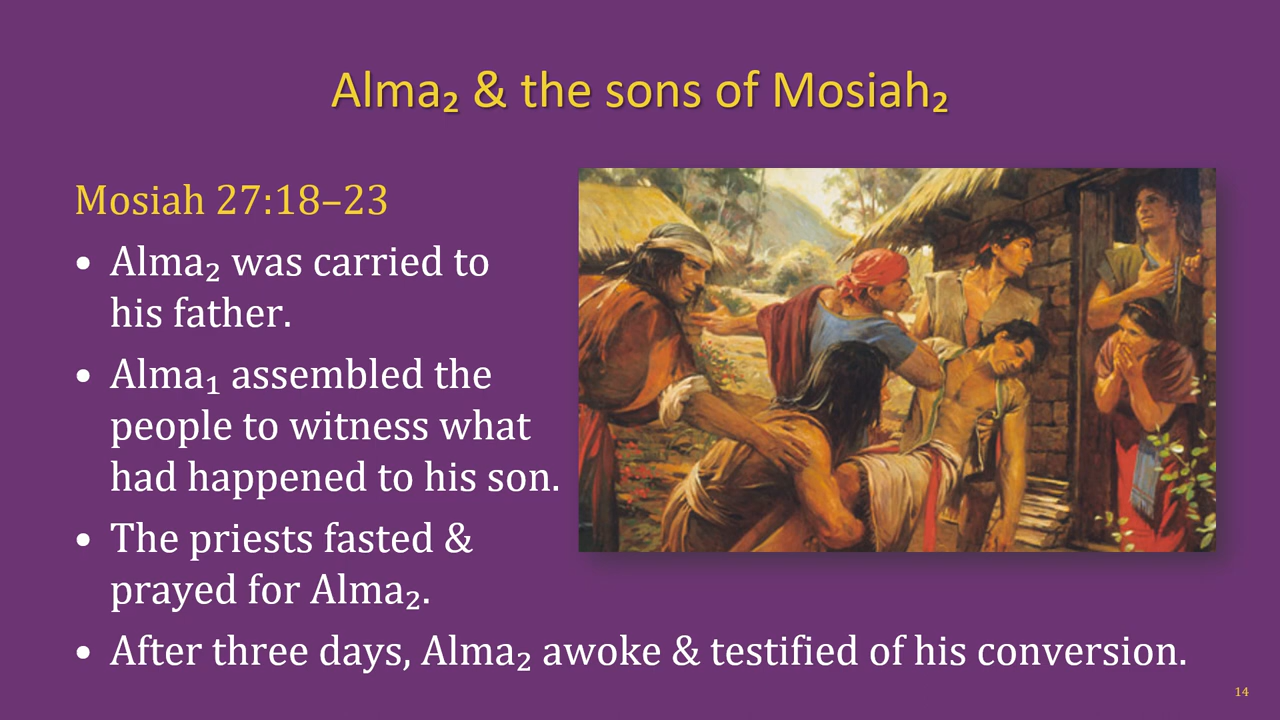 Alma₂ & the sons of Mosiah₂
Mosiah 27:18–23
• Alma₂ was carried to
his father.
• Alma₁ assembled the
people to witness what
had happened to his son.
• The priests fasted &
prayed for Alma₂.
• After three days, Alma₂ awoke & testified of his conversion.
14